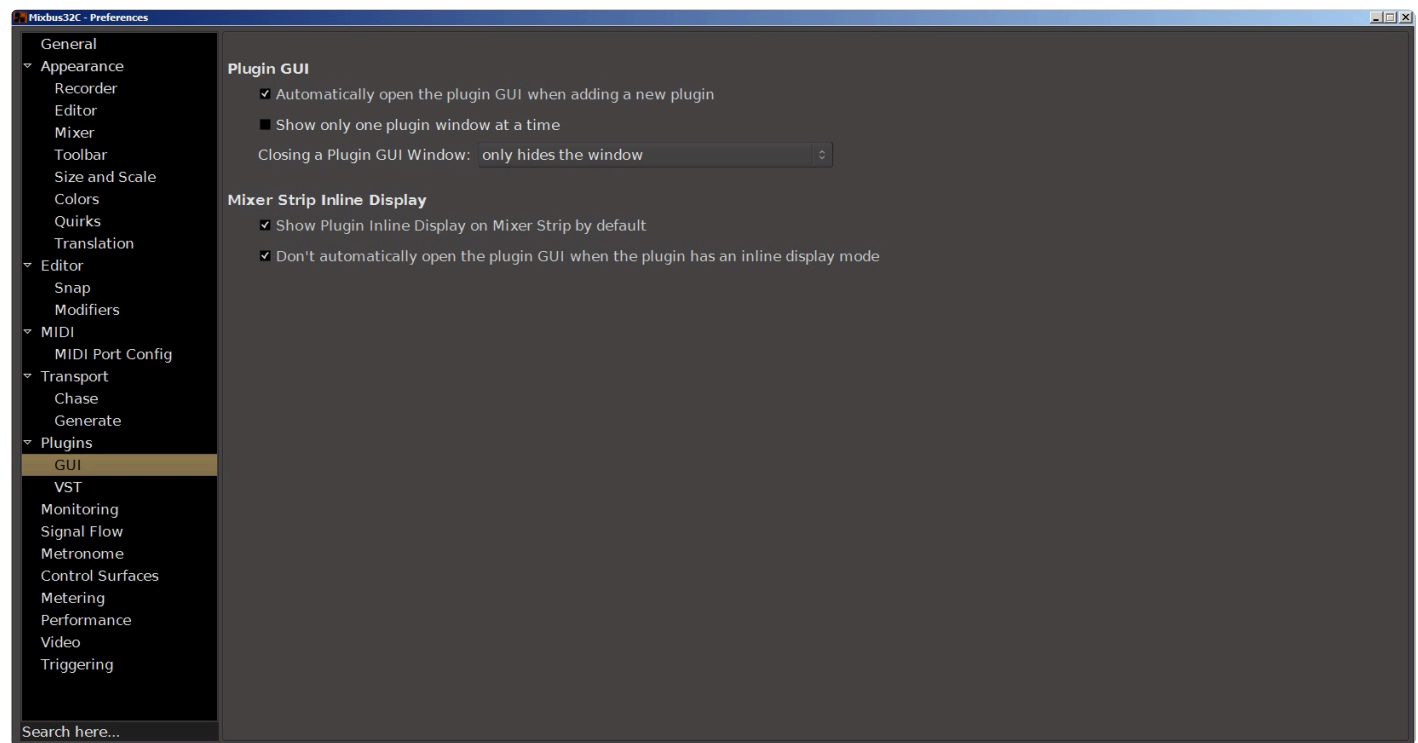 Mixbus32C - Preferences
General
Appearance
Recorder
Editor
Mixer
Toolbar
Size and Scale
Colors
Quirks
Translation
Editor
Snap
Modifiers
MIDI
MIDI Port Config
Transport
Chase
Generate
Plugins
GUI
VST
Monitoring
Signal Flow
Metronome
Control Surfaces
Metering
Performance
Video
Triggering
Search here...
Plugin GUI
Automatically open the plugin GUI when adding a new plugin
Show only one plugin window at a time
Closing a Plugin GUI Window: only hides the window
Mixer Strip Inline Display
Show Plugin Inline Display on Mixer Strip by default
Don't automatically open the plugin GUI when the plugin has an inline display mode